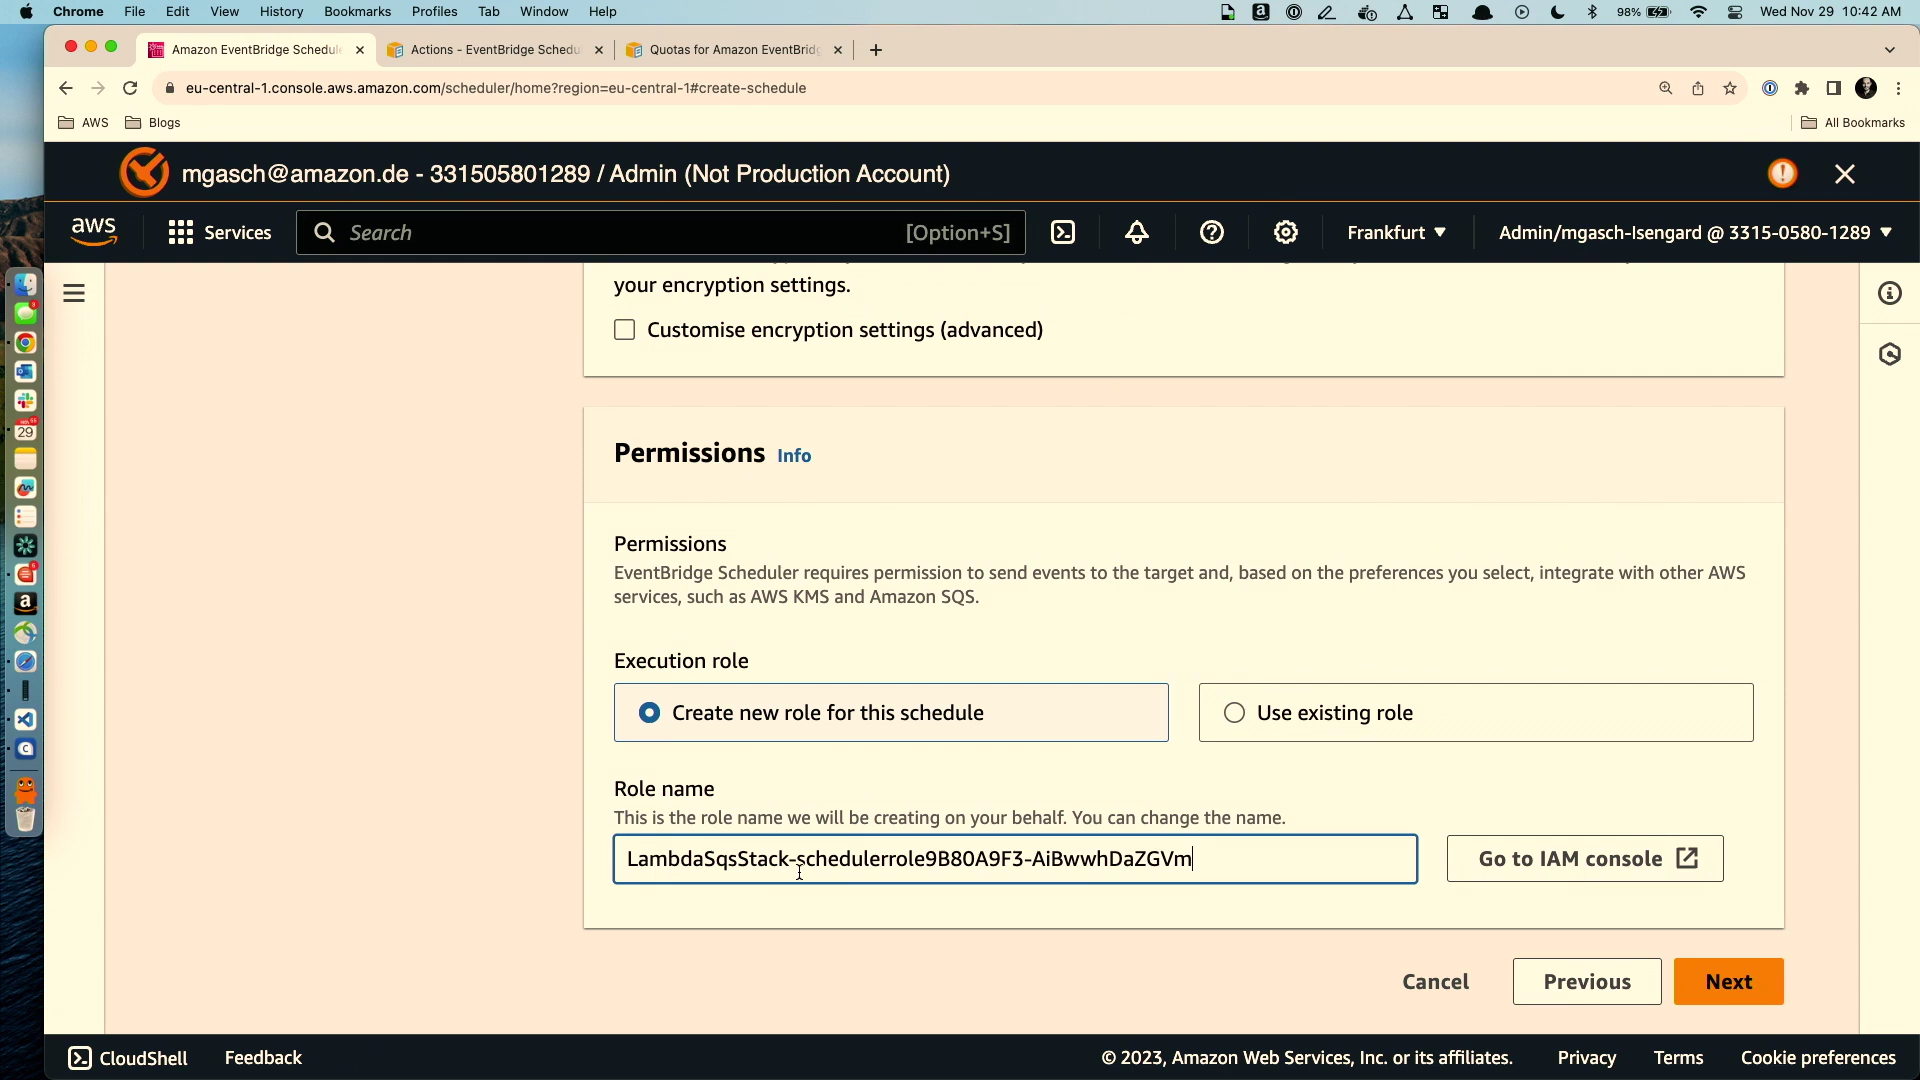 Chrome File Edit View History Bookmarks Profiles Tab Window Help 98% Wed Nov 29 10:42 AM
Amazon EventBridge Schedule Actions - EventBridge Schedu Quotas for Amazon EventBridg
eu-central-1.console.aws.amazon.com/scheduler/home?region=eu-central-1#create-schedule
AWS Blogs All Bookmarks
mgasch@amazon.de - 331505801289 / Admin (Not Production Account)
aws Services Search [Option+S] Frankfurt Admin/mgasch-Isengard @ 3315-0580-1289
your encryption settings.
Customise encryption settings (advanced)
Permissions Info
Permissions
EventBridge Scheduler requires permission to send events to the target and, based on the preferences you select, integrate with other AWS
services, such as AWS KMS and Amazon SQS.
Execution role
Create new role for this schedule Use existing role
Role name
This is the role name we will be creating on your behalf. You can change the name.
LambdaSqsStack-schedulerrole9B80A9F3-AiBwwhDaZGVm Go to IAM console
Cancel Previous Next
CloudShell Feedback © 2023, Amazon Web Services, Inc. or its affiliates. Privacy Terms Cookie preferences